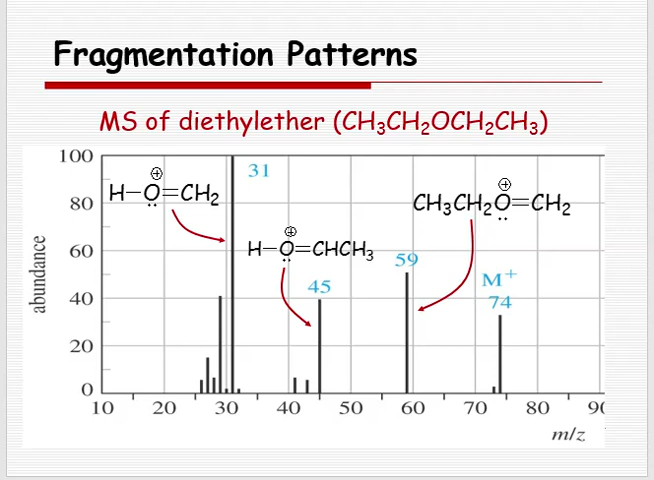 Fragmentation Patterns
MS of diethylether (CH₃CH₂OCH₂CH₃)
100
80
60
40
20
0
abundance
31
H–O=CH₂
⊕
H–O=CHCH₃
⊕
45
CH₃CH₂O=CH₂
⊕
59
M⁺
74
10 20 30 40 50 60 70 80 90
m/z